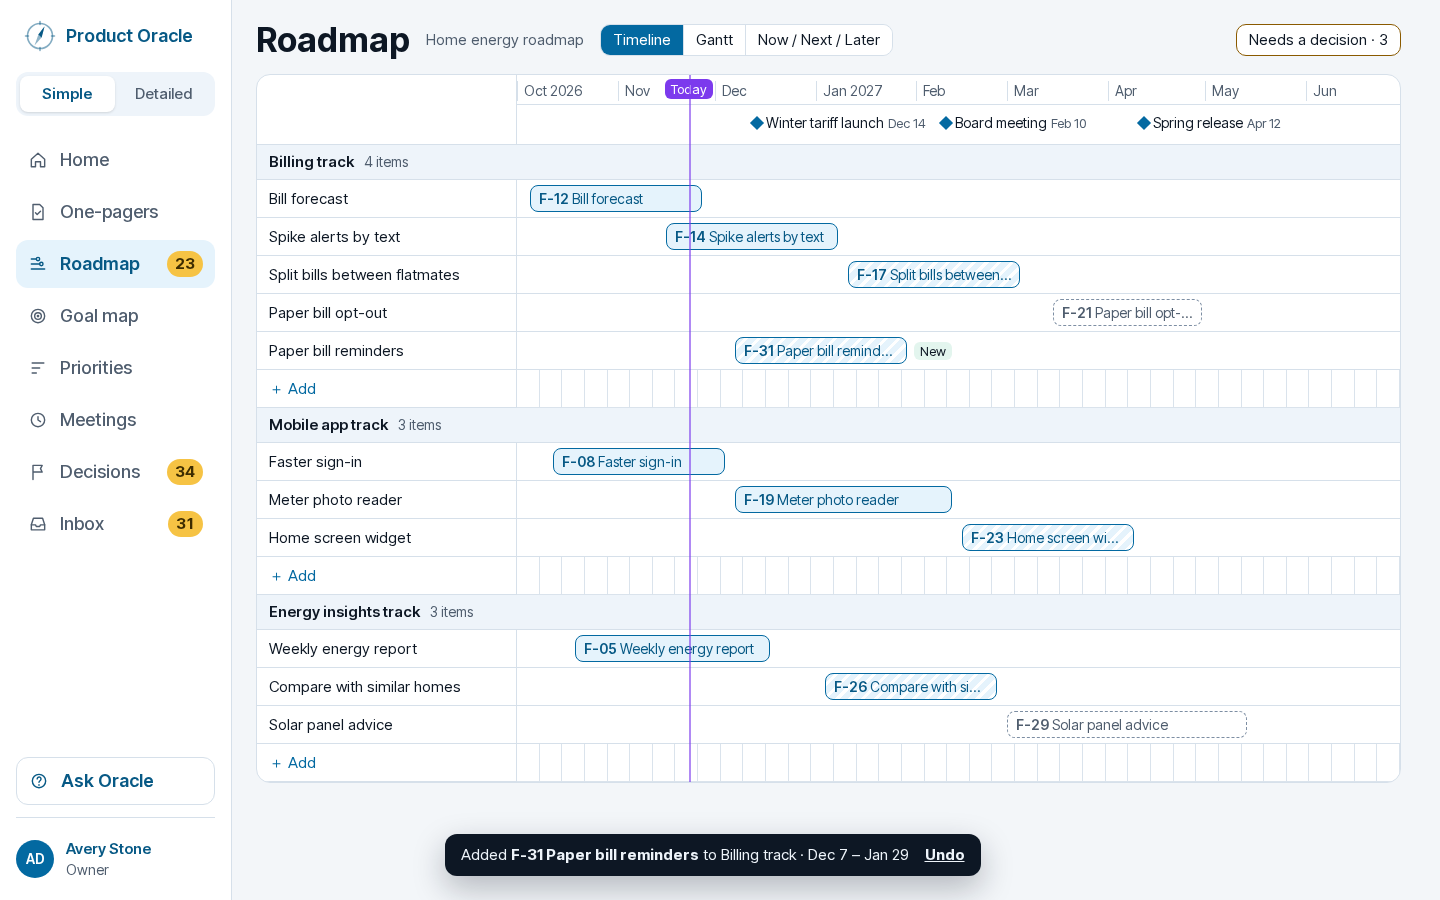 Product Oracle
Simple Detailed
Home
One-pagers
Roadmap 23
Goal map
Priorities
Meetings
Decisions 34
Inbox 31
Ask Oracle
AD Avery Stone
Owner
Roadmap Home energy roadmap Timeline Gantt Now / Next / Later Needs a decision · 3
Oct 2026 Nov Today Dec Jan 2027 Feb Mar Apr May Jun
Winter tariff launch Dec 14 Board meeting Feb 10 Spring release Apr 12
Billing track 4 items
Bill forecast F-12 Bill forecast
Spike alerts by text F-14 Spike alerts by text
Split bills between flatmates F-17 Split bills between...
Paper bill opt-out F-21 Paper bill opt-...
Paper bill reminders F-31 Paper bill remind... New
+ Add
Mobile app track 3 items
Faster sign-in F-08 Faster sign-in
Meter photo reader F-19 Meter photo reader
Home screen widget F-23 Home screen wi...
+ Add
Energy insights track 3 items
Weekly energy report F-05 Weekly energy report
Compare with similar homes F-26 Compare with si...
Solar panel advice F-29 Solar panel advice
+ Add
Added F-31 Paper bill reminders to Billing track · Dec 7 – Jan 29 Undo